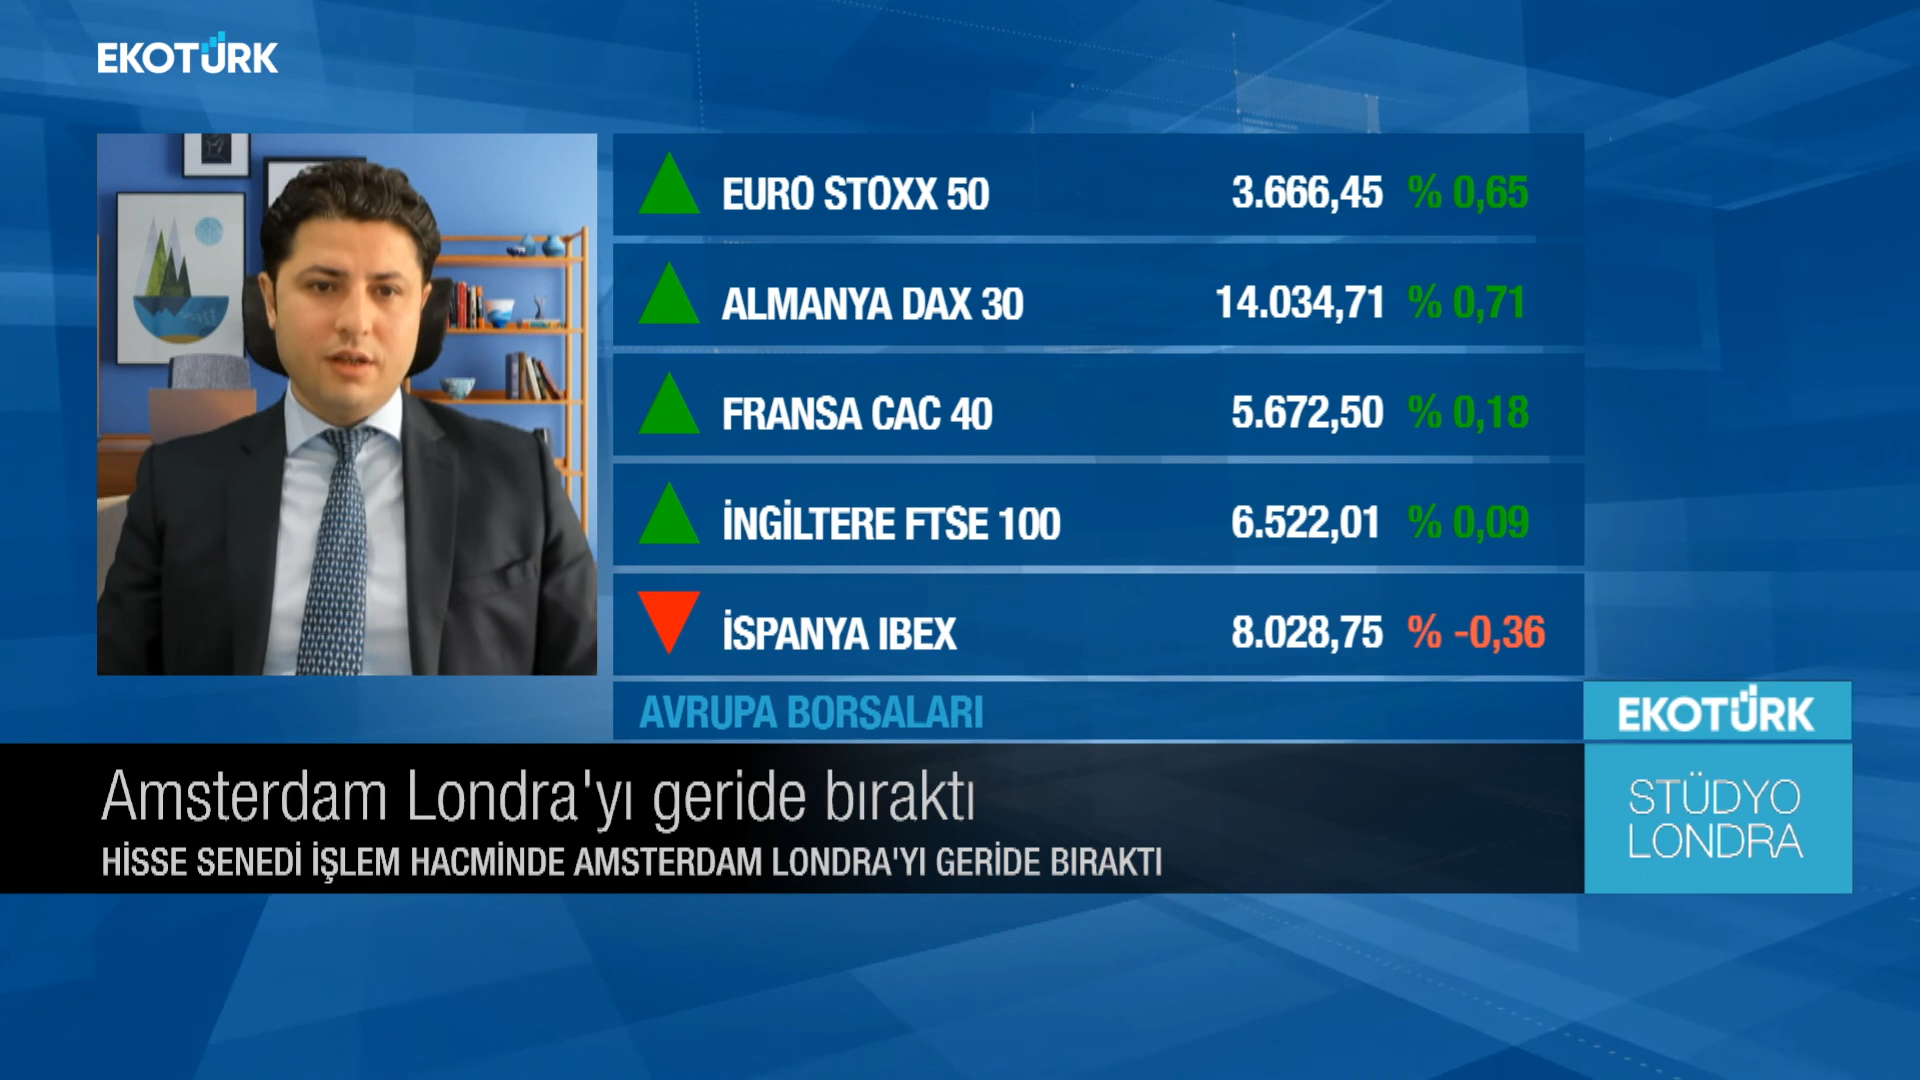 EKOTÜRK
EURO STOXX 50 3.666,45 % 0,65
ALMANYA DAX 30 14.034,71 % 0,71
FRANSA CAC 40 5.672,50 % 0,18
İNGİLTERE FTSE 100 6.522,01 % 0,09
İSPANYA IBEX 8.028,75 % -0,36
AVRUPA BORSALARI
EKOTÜRK
Amsterdam Londra'yı geride bıraktı
HİSSE SENEDİ İŞLEM HACMİNDE AMSTERDAM LONDRA'YI GERİDE BIRAKTI
STÜDYO
LONDRA